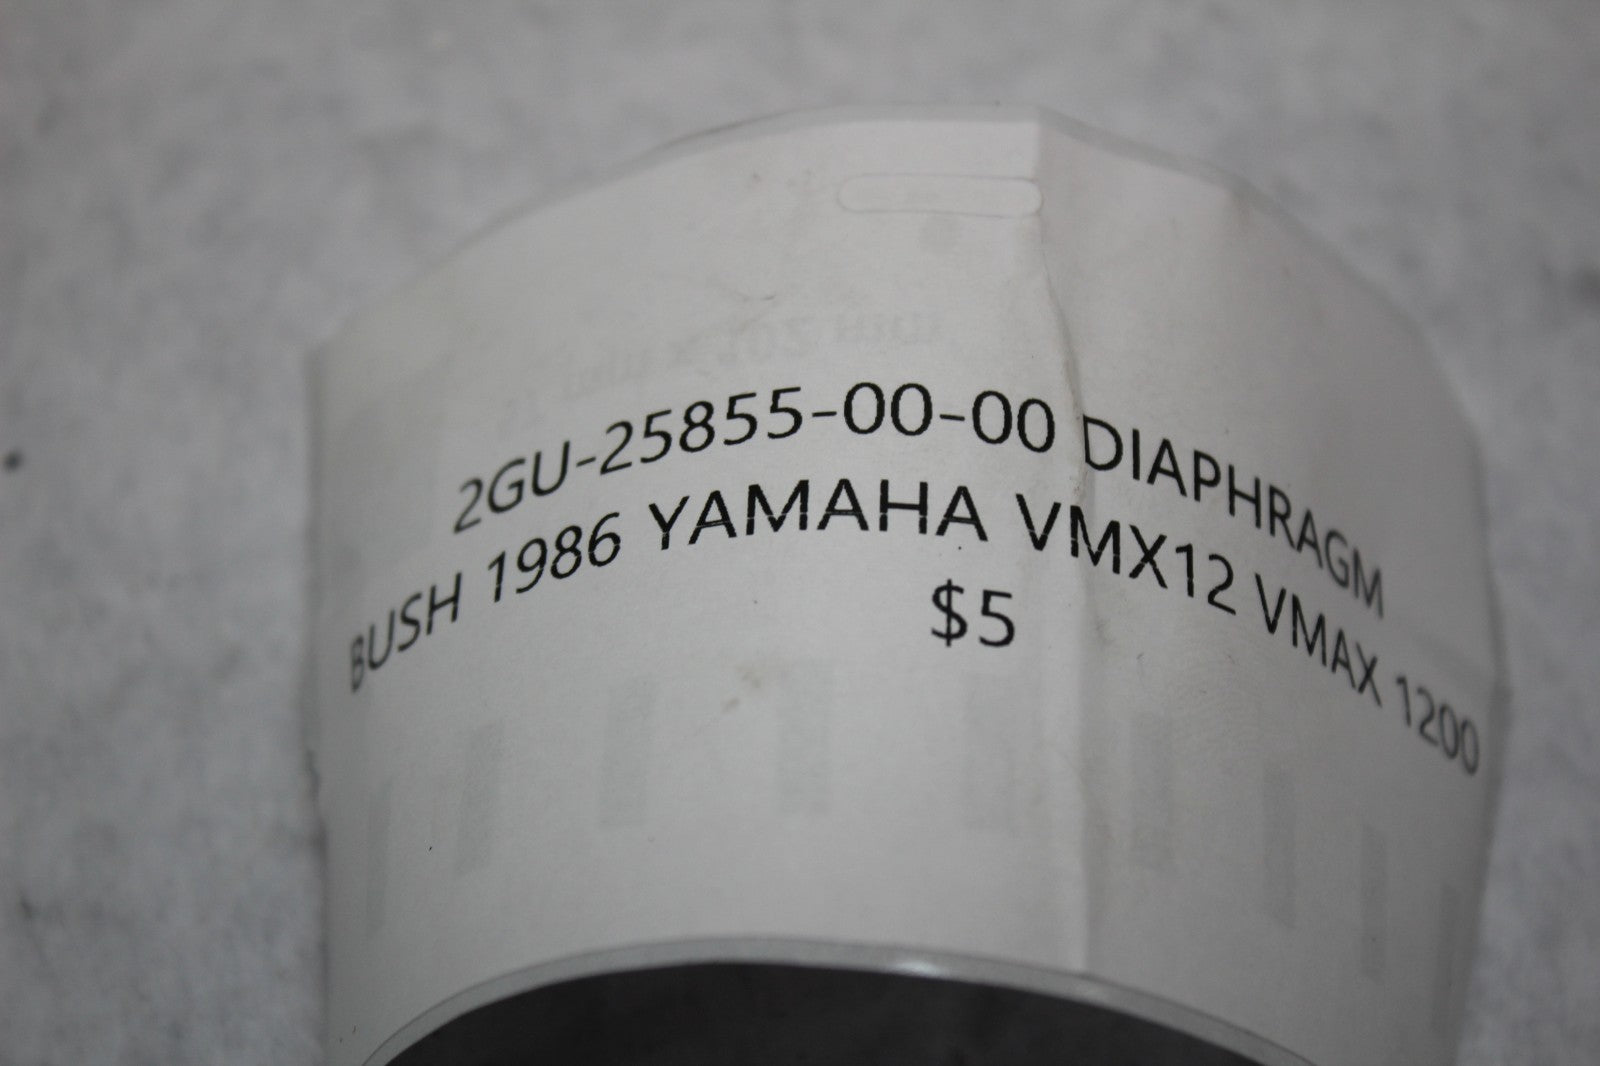 2GU-25855-00-00 DIAPHRAGM
BUSH 1986 YAMAHA VMX12 VMAX 1200
$5